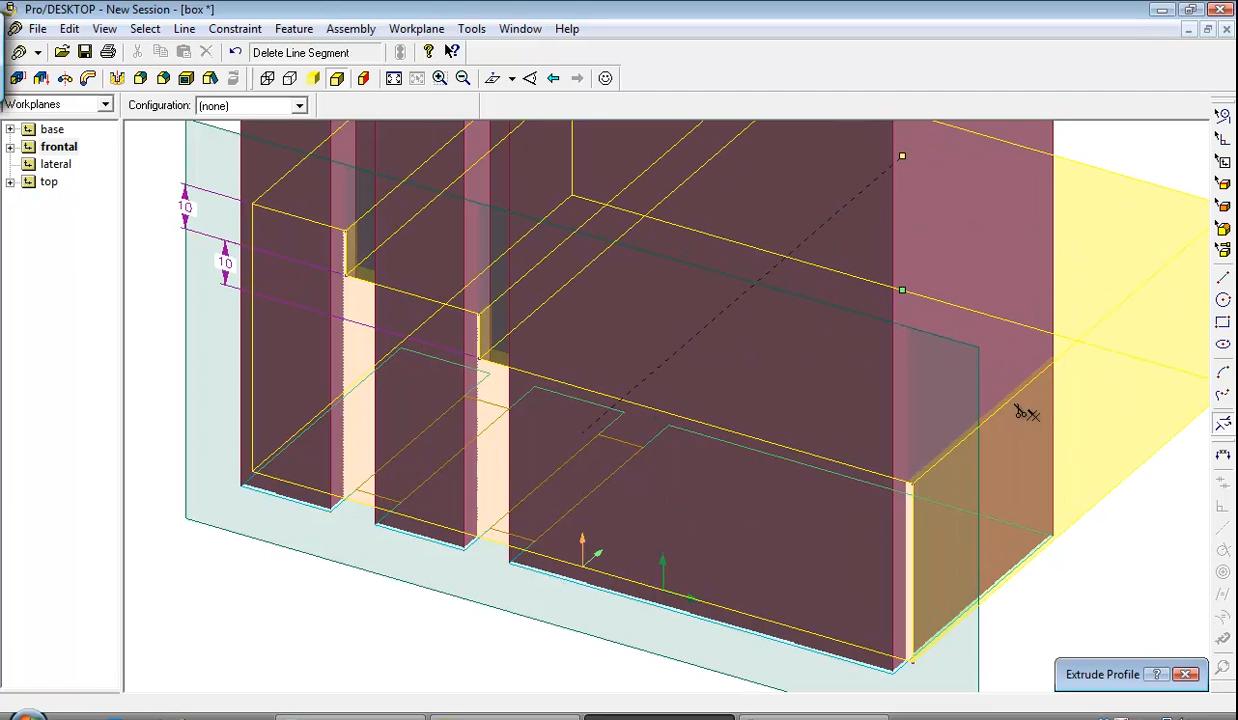 Pro/DESKTOP - New Session - [box *]
File Edit View Select Line Constraint Feature Assembly Workplane Tools Window Help
Delete Line Segment
Workplanes
Configuration: (none)
base
frontal
lateral
top
10
10
Extrude Profile